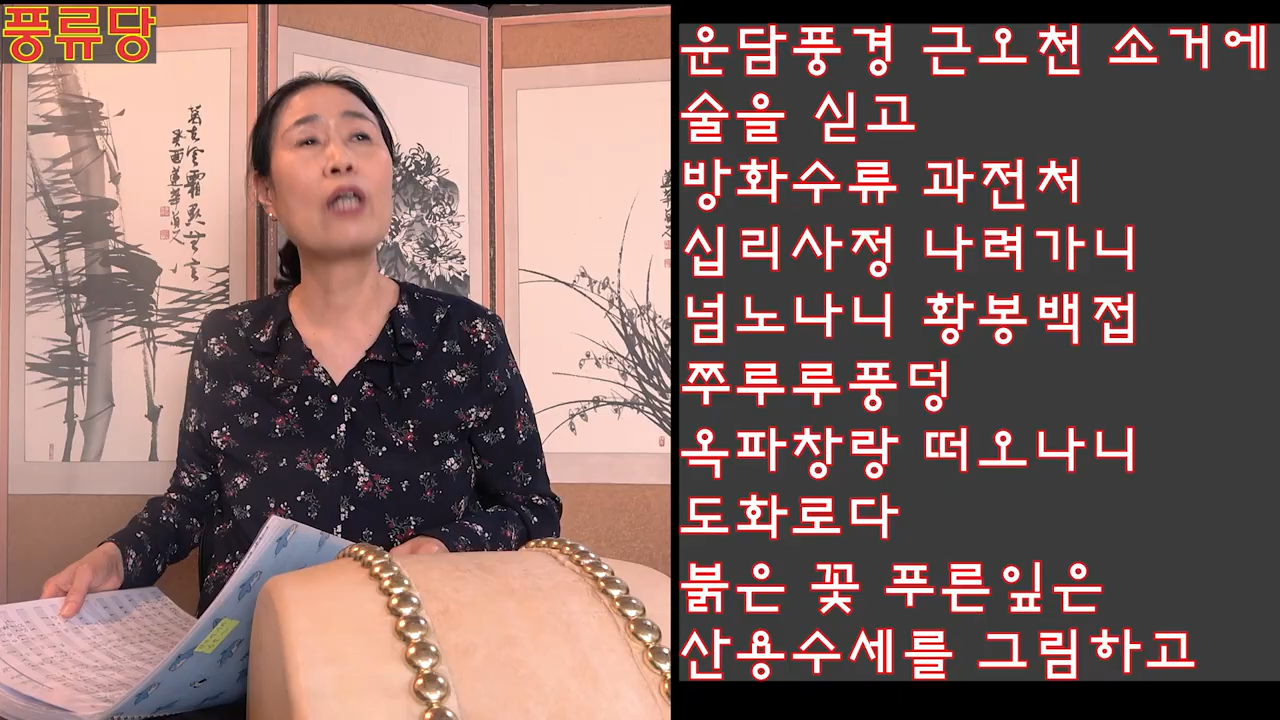 풍류당
운담풍경 근오천 소거에
술을 싣고
방화수류 과전처
십리사정 나려가니
넘노나니 황봉백접
쭈루루풍덩
옥파창랑 떠오나니
도화로다
붉은 꽃 푸른잎은
산용수세를 그림하고